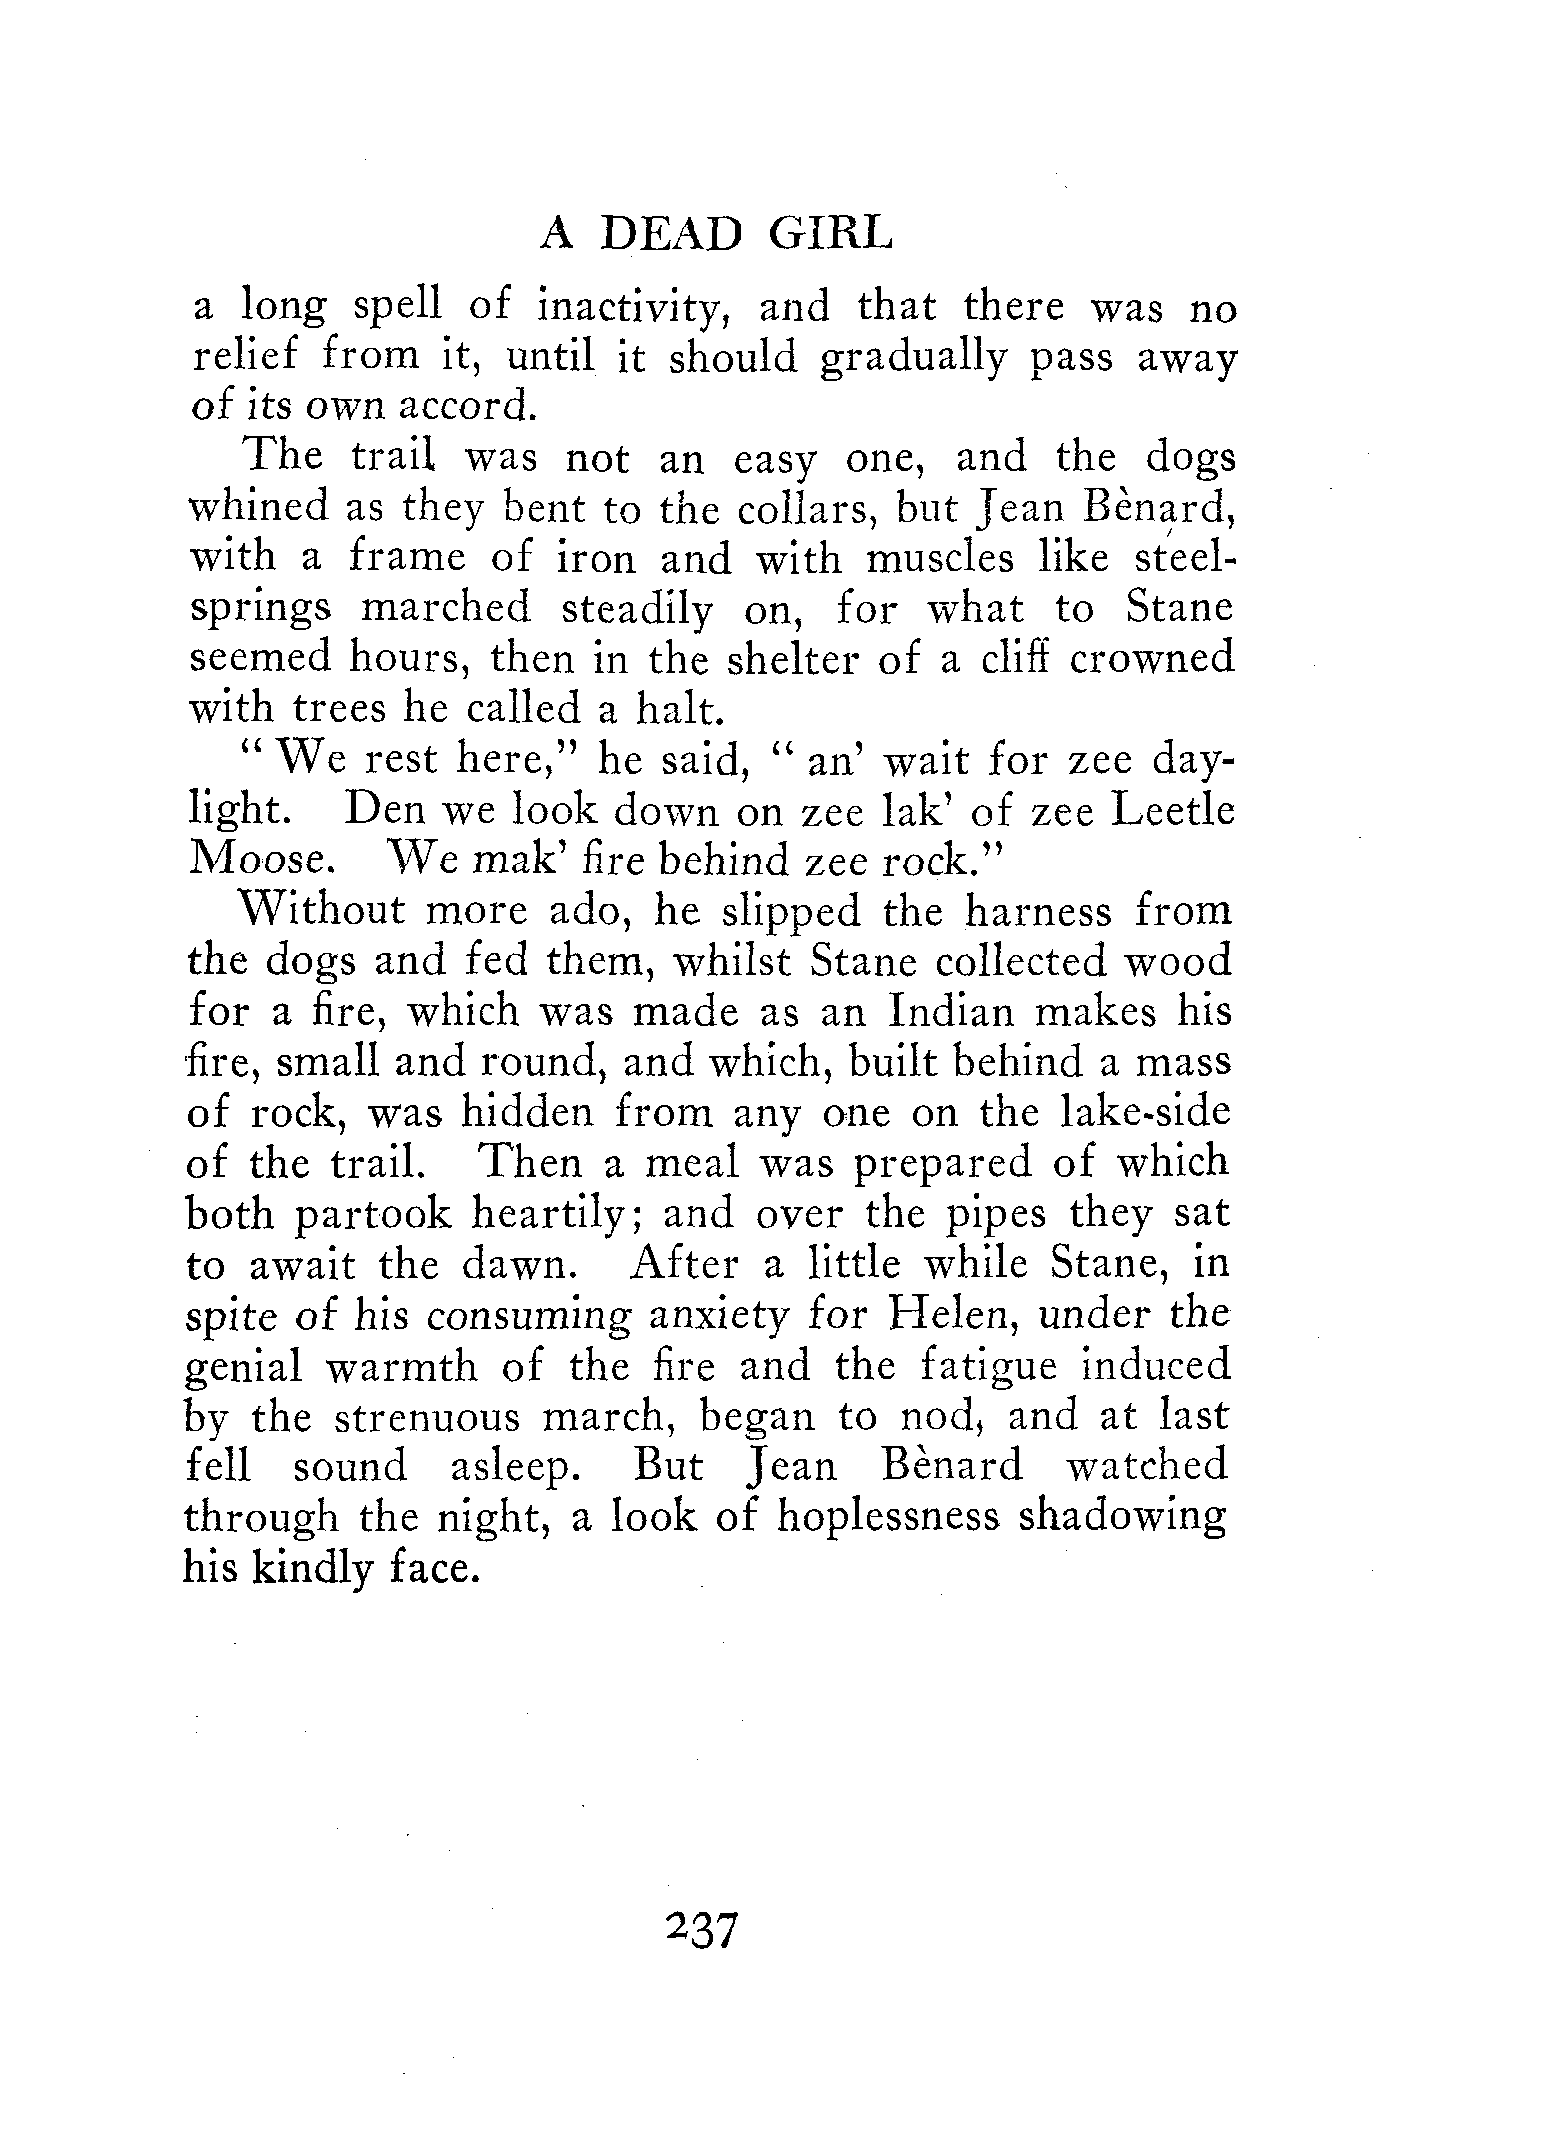 A DEAD GIRL
a long spell of inactivity, and that there was no
relief from it, until it should gradually pass away
of its own accord.
The trail was not an easy one, and the dogs
whined as they bent to the collars, but Jean Bènard,
with a frame of iron and with muscles like steel-
springs marched steadily on, for what to Stane
seemed hours, then in the shelter of a cliff crowned
with trees he called a halt.
“ We rest here,” he said, “ an’ wait for zee day-
light. Den we look down on zee lak’ of zee Leetle
Moose. We mak’ fire behind zee rock.”
Without more ado, he slipped the harness from
the dogs and fed them, whilst Stane collected wood
for a fire, which was made as an Indian makes his
fire, small and round, and which, built behind a mass
of rock, was hidden from any one on the lake-side
of the trail. Then a meal was prepared of which
both partook heartily; and over the pipes they sat
to await the dawn. After a little while Stane, in
spite of his consuming anxiety for Helen, under the
genial warmth of the fire and the fatigue induced
by the strenuous march, began to nod, and at last
fell sound asleep. But Jean Bènard watched
through the night, a look of hoplessness shadowing
his kindly face.
237